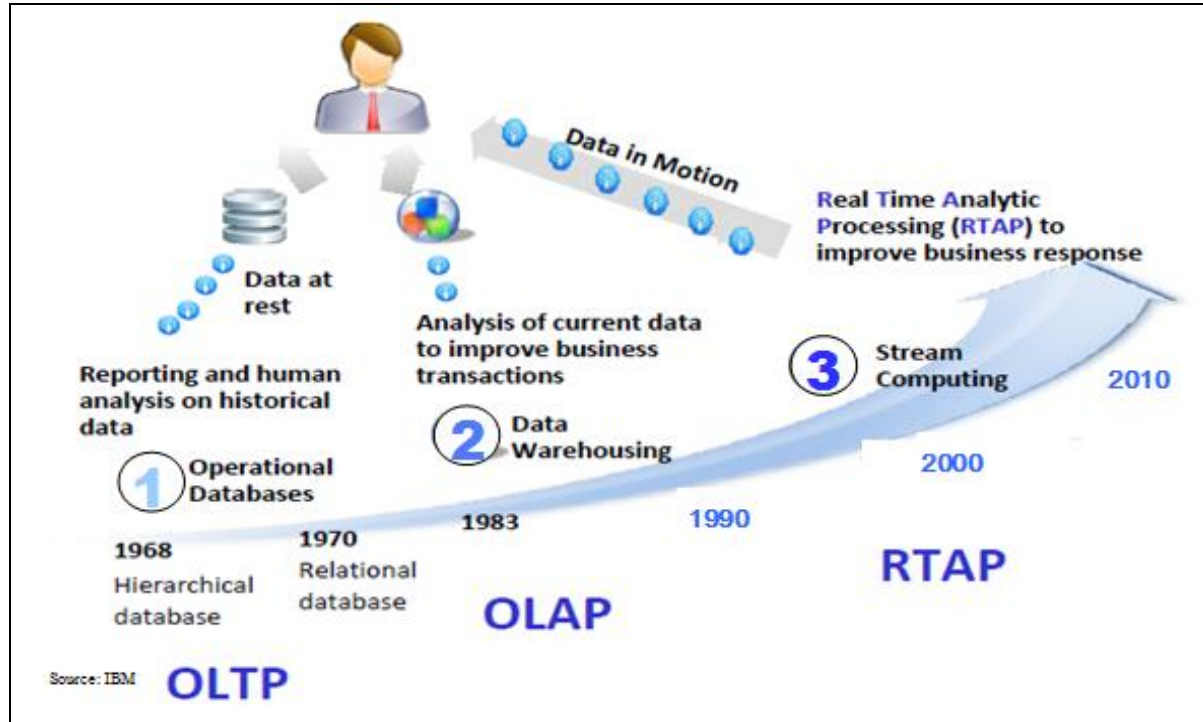 Data in Motion
Real Time Analytic
Processing (RTAP) to
improve business response
Data at
rest
Analysis of current data
to improve business
transactions
Reporting and human
analysis on historical
data
3
Stream
Computing
2010
2
Data
Warehousing
1
Operational
Databases
2000
1990
1983
1970
Relational
database
1968
Hierarchical
database
RTAP
OLAP
OLTP
Source: IBM